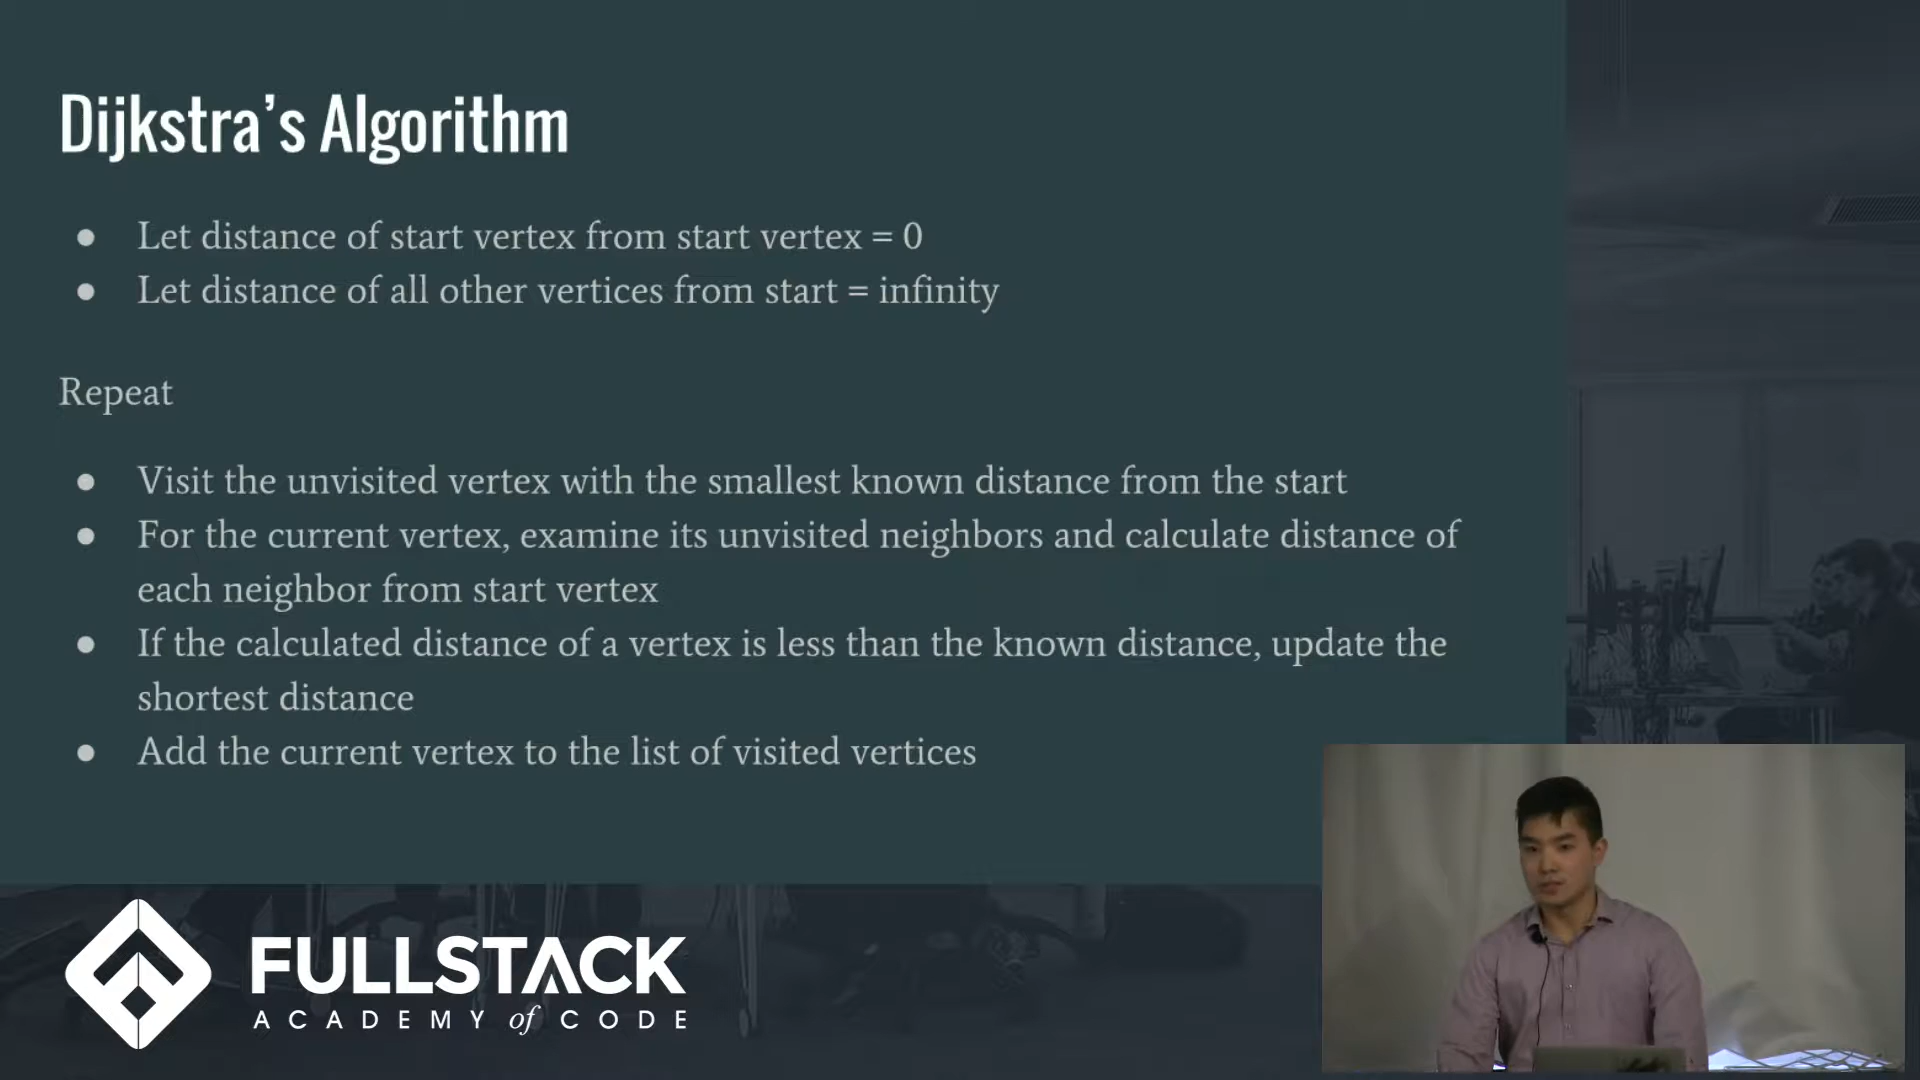 Dijkstra’s Algorithm
● Let distance of start vertex from start vertex = 0
● Let distance of all other vertices from start = infinity
Repeat
● Visit the unvisited vertex with the smallest known distance from the start
● For the current vertex, examine its unvisited neighbors and calculate distance of
each neighbor from start vertex
● If the calculated distance of a vertex is less than the known distance, update the
shortest distance
● Add the current vertex to the list of visited vertices
FULLSTACK
ACADEMY of CODE